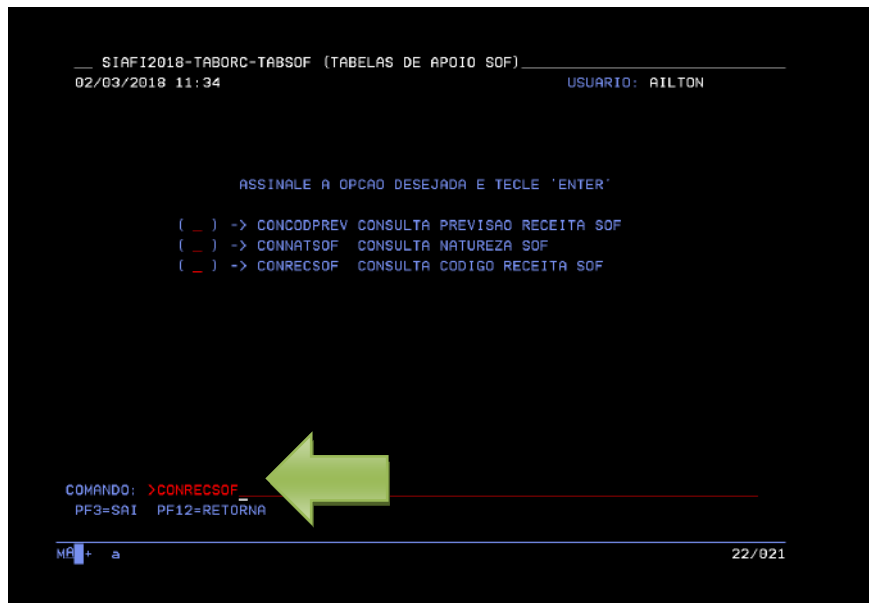 __ SIAFI2018-TABORC-TABSOF (TABELAS DE APOIO SOF)
02/03/2018 11:34 USUARIO: AILTON
ASSINALE A OPCAO DESEJADA E TECLE 'ENTER'
( _ ) -> CONCODPREV CONSULTA PREVISAO RECEITA SOF
( _ ) -> CONNATSOF CONSULTA NATUREZA SOF
( _ ) -> CONRECSOF CONSULTA CODIGO RECEITA SOF
COMANDO: >CONRECSOF_
PF3=SAI PF12=RETORNA
MA + a 22/021